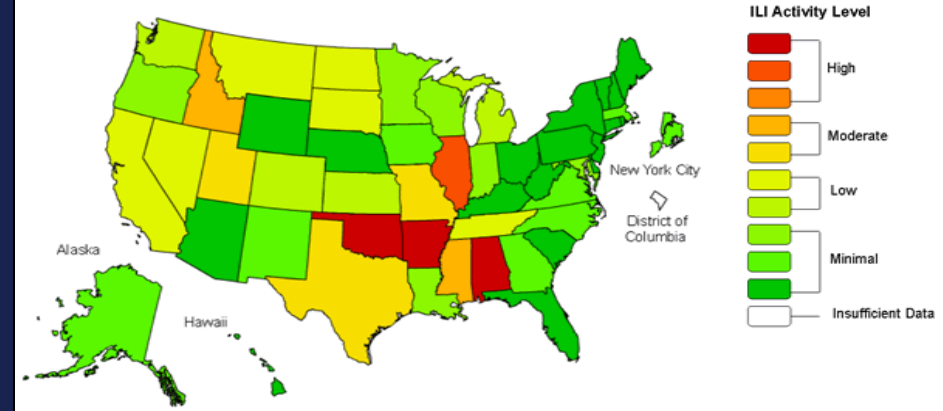 ILI Activity Level
High
Moderate
Low
Minimal
Insufficient Data
New York City
District of
Columbia
Alaska
Hawaii